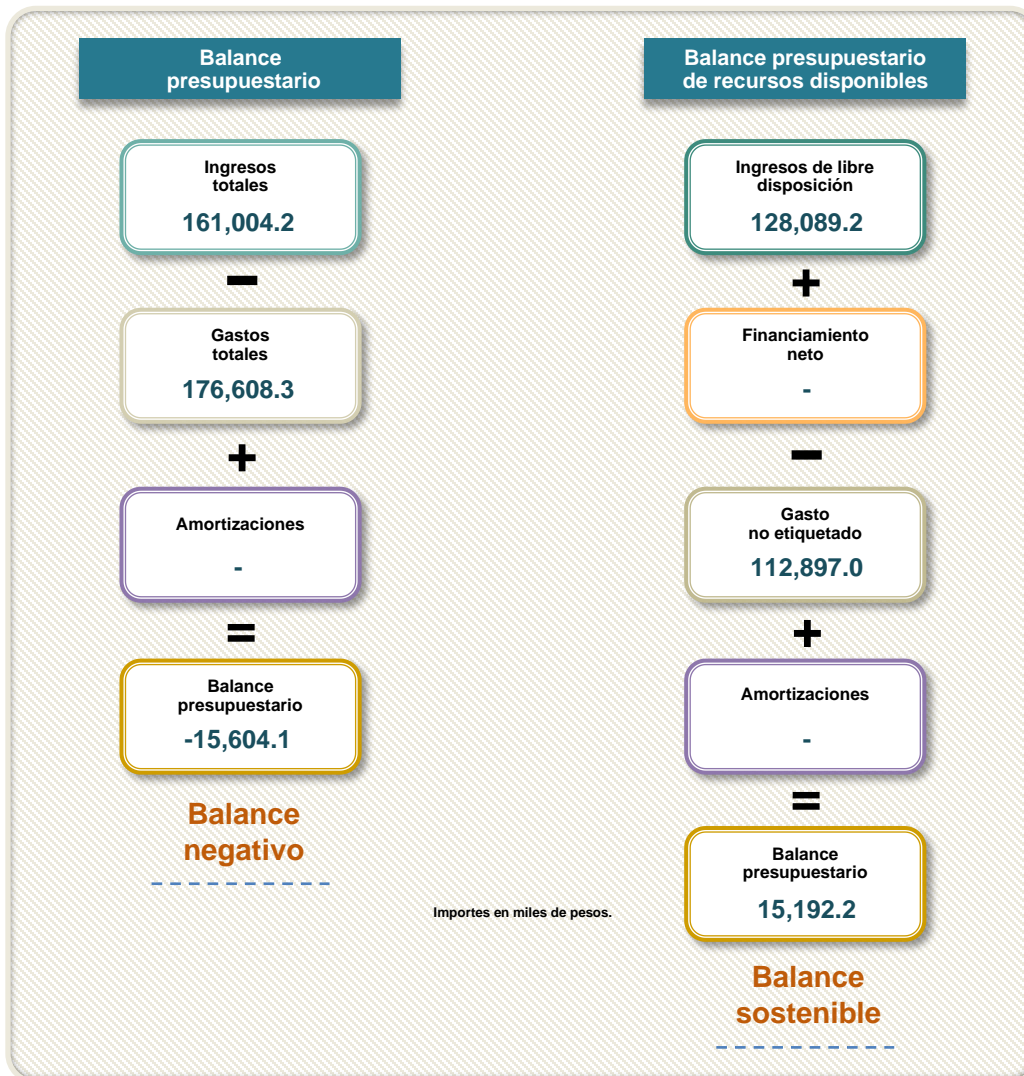 Balance
presupuestario
Ingresos
totales
161,004.2
−
Gastos
totales
176,608.3
+
Amortizaciones
-
=
Balance
presupuestario
-15,604.1
Balance
negativo
Balance presupuestario
de recursos disponibles
Ingresos de libre
disposición
128,089.2
+
Financiamiento
neto
-
−
Gasto
no etiquetado
112,897.0
+
Amortizaciones
-
=
Balance
presupuestario
15,192.2
Balance
sostenible
Importes en miles de pesos.